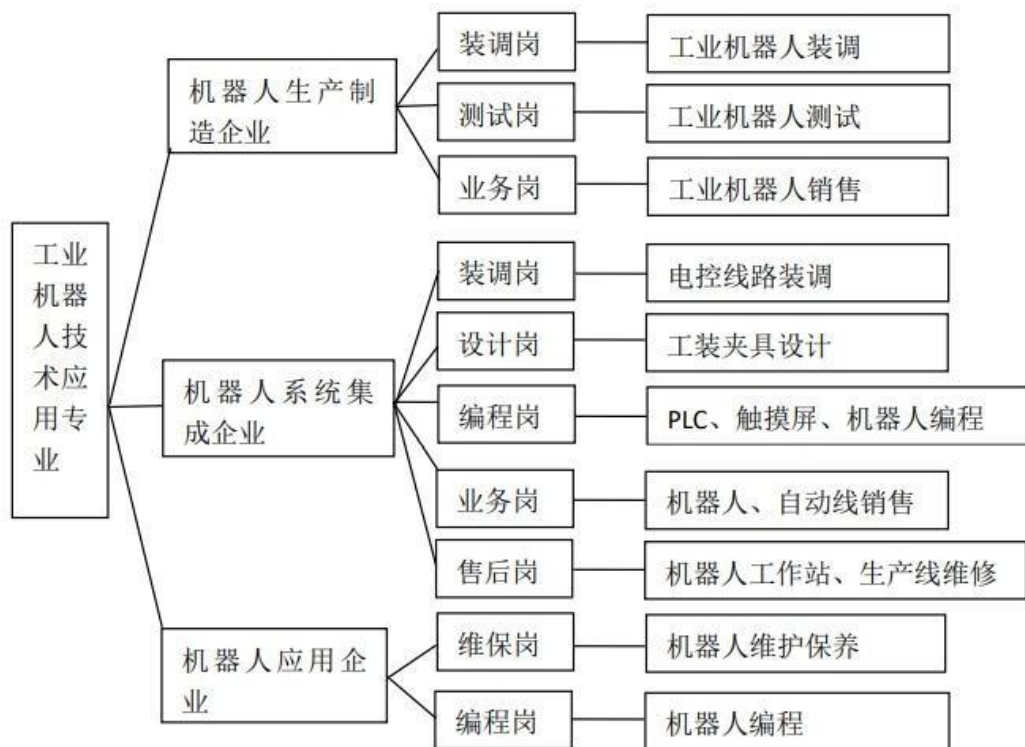 工业
机器
人技
术应
用专
业
机器人生产制
造企业
装调岗
工业机器人装调
测试岗
工业机器人测试
业务岗
工业机器人销售
机器人系统集
成企业
装调岗
电控线路装调
设计岗
工装夹具设计
编程岗
PLC、触摸屏、机器人编程
业务岗
机器人、自动线销售
售后岗
机器人工作站、生产线维修
机器人应用企
业
维保岗
机器人维护保养
编程岗
机器人编程